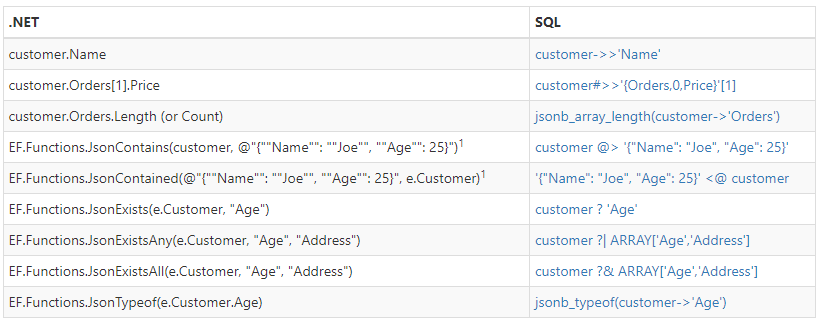 .NET SQL
customer.Name customer->>'Name'
customer.Orders[1].Price customer#>>'{Orders,0,Price}'[1]
customer.Orders.Length (or Count) jsonb_array_length(customer->'Orders')
EF.Functions.JsonContains(customer, @"{""Name"": ""Joe"", ""Age"": 25}")1 customer @> '{"Name": "Joe", "Age": 25}'
EF.Functions.JsonContained(@"{""Name"": ""Joe"", ""Age"": 25}", e.Customer)1 '{"Name": "Joe", "Age": 25}' <@ customer
EF.Functions.JsonExists(e.Customer, "Age") customer ? 'Age'
EF.Functions.JsonExistsAny(e.Customer, "Age", "Address") customer ?| ARRAY['Age','Address']
EF.Functions.JsonExistsAll(e.Customer, "Age", "Address") customer ?& ARRAY['Age','Address']
EF.Functions.JsonTypeof(e.Customer.Age) jsonb_typeof(customer->'Age')